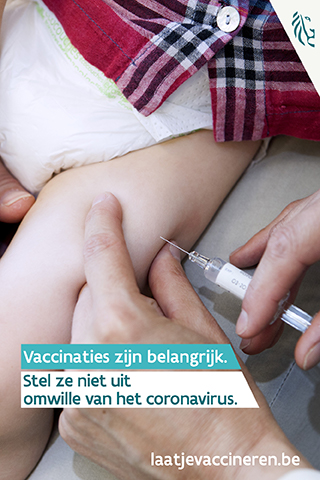 Vaccinaties zijn belangrijk.
Stel ze niet uit
omwille van het coronavirus.
laatjevaccineren.be